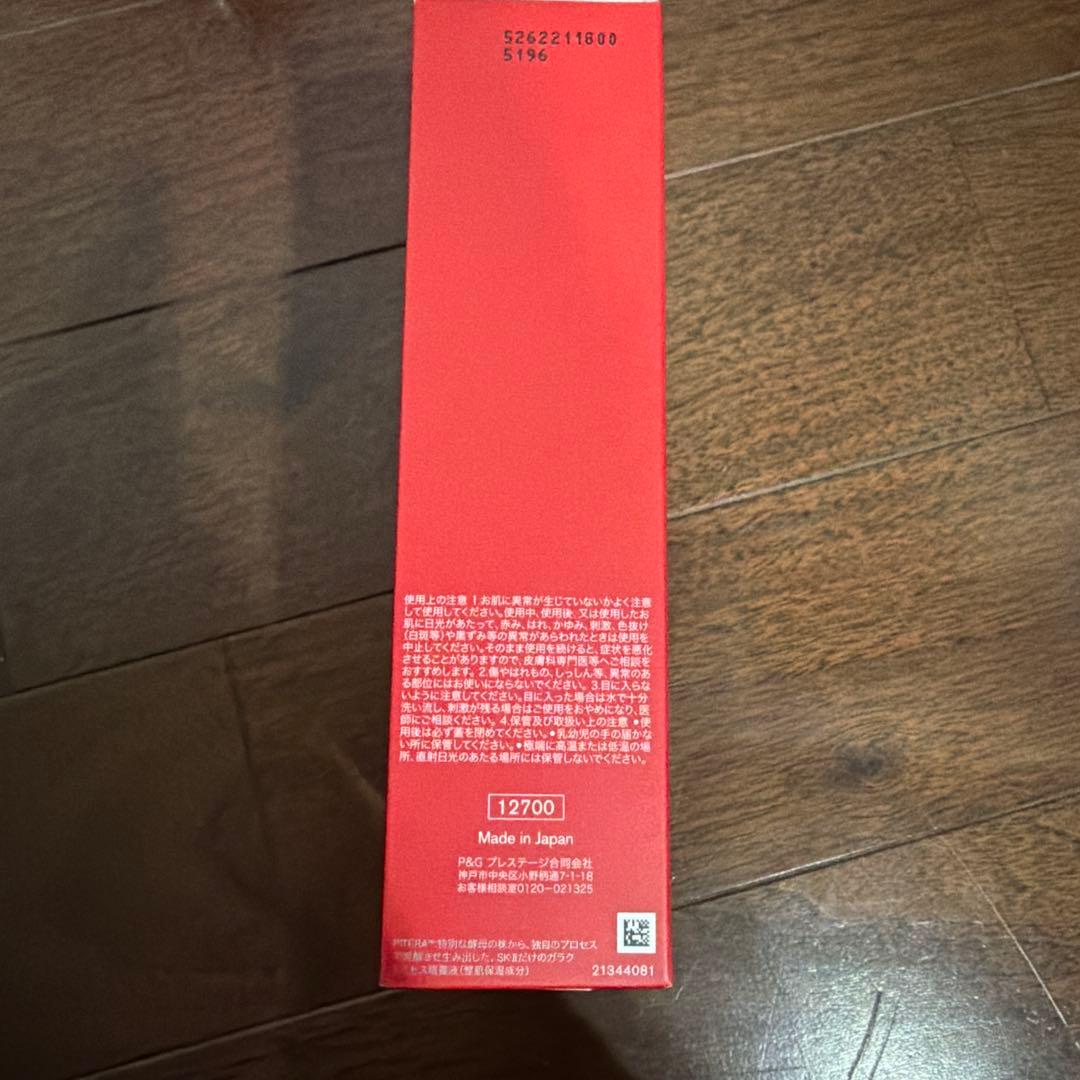 5262211800
5196
使用上の注意 1.お肌に異常が生じていないかよく注意
して使用してください。使用中、使用後、又は使用したお
肌に日光があたって、赤み、はれ、かゆみ、刺激、色抜け
(白斑等)や黒ずみ等の異常があらわれたときは使用を
中止してください。そのまま使用を続けると、症状を悪化
させることがありますので、皮膚科専門医等へご相談を
おすすめします。2.傷やはれもの、しっしん等、異常のあ
る部位にはお使いにならないでください。3.目に入らな
いように注意してください。目に入った場合は水で十分
洗い流し、刺激が残る場合はご使用をおやめになり、医
師にご相談ください。4.保管及び取扱い上の注意 •使
用後は必ず蓋を閉めてください。•乳幼児の手の届かな
い所に保管してください。•極端に高温または低温の場
所、直射日光のあたる場所には保管しないでください。
12700
Made in Japan
P&G プレステージ合同会社
神戸市中央区小野柄通7-1-18
お客様相談室0120-021325
PITERA™:特別な酵母の株から、独自のプロセス
させ生み出した、SK-IIだけのガラク
ス培養液(整肌保湿成分)
21344081